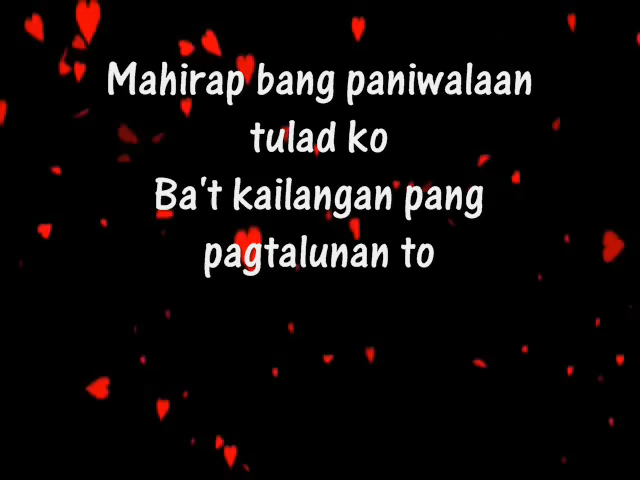 Mahirap bang paniwalaan
tulad ko
Ba't kailangan pang
pagtalunan to